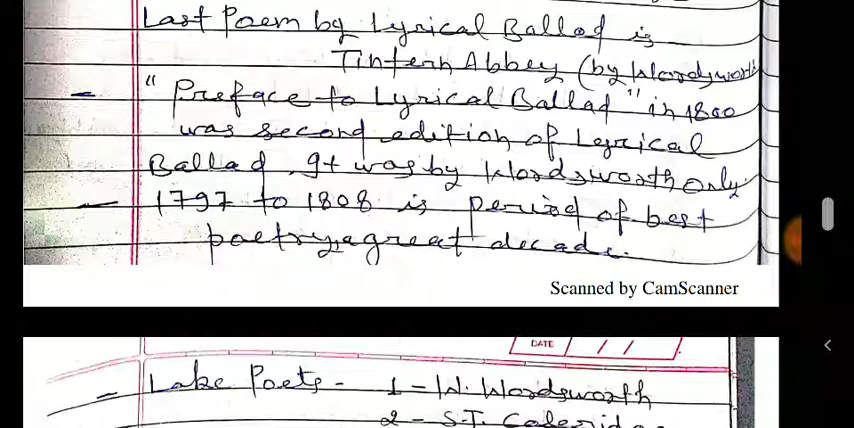 Last Poem by Lyrical Ballad is
Tintern Abbey (by Wordsworth
- "Preface to Lyrical Ballad" in 1800
was second edition of Lyrical
Ballad. It was by Wordsworth only.
- 1797 to 1808 is period of best
poetry, a great decade.
Scanned by CamScanner
DATE / /
- Lake Poets - 1 - W. Wordsworth
2 - S.T. Coleridge